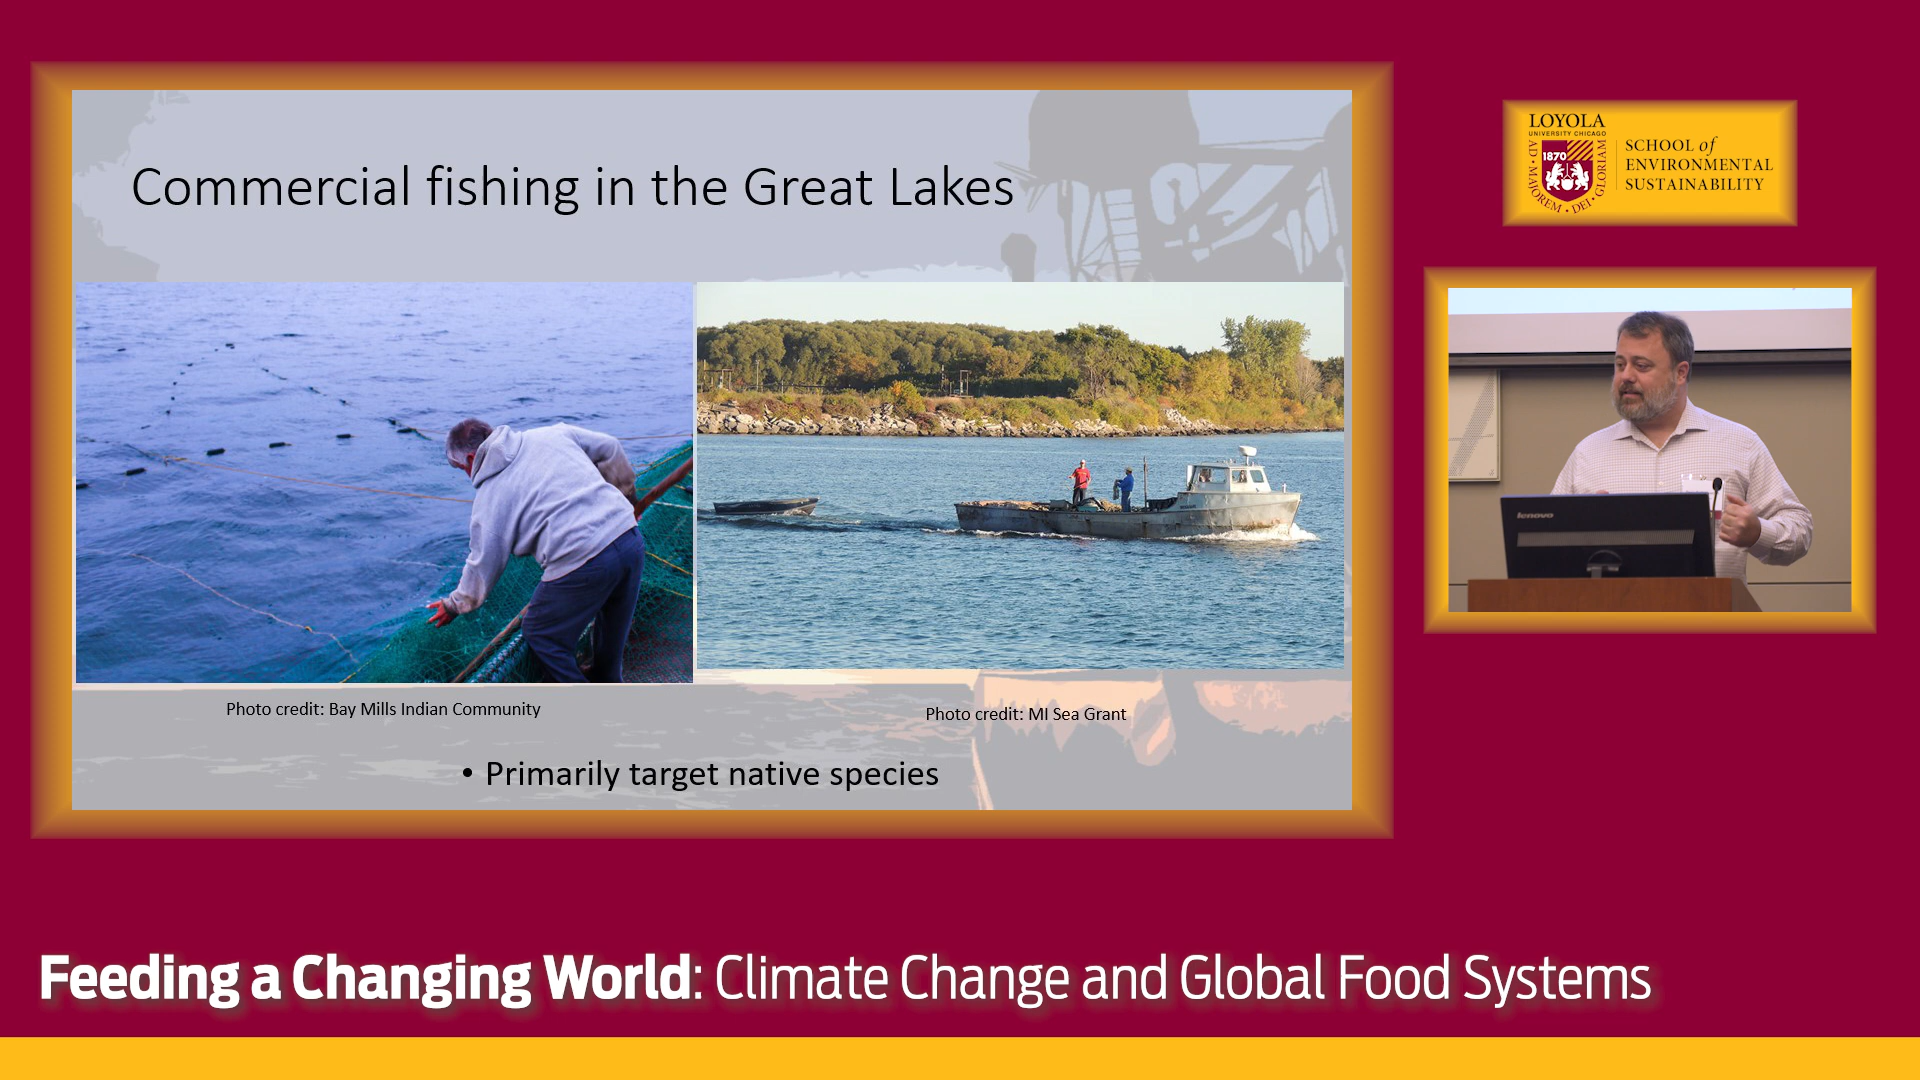 Commercial fishing in the Great Lakes
Photo credit: Bay Mills Indian Community
Photo credit: MI Sea Grant
• Primarily target native species
LOYOLA
UNIVERSITY CHICAGO
1870
AD • MAJOREM • DEI • GLORIAM
SCHOOL of
ENVIRONMENTAL
SUSTAINABILITY
lenovo
Feeding a Changing World: Climate Change and Global Food Systems